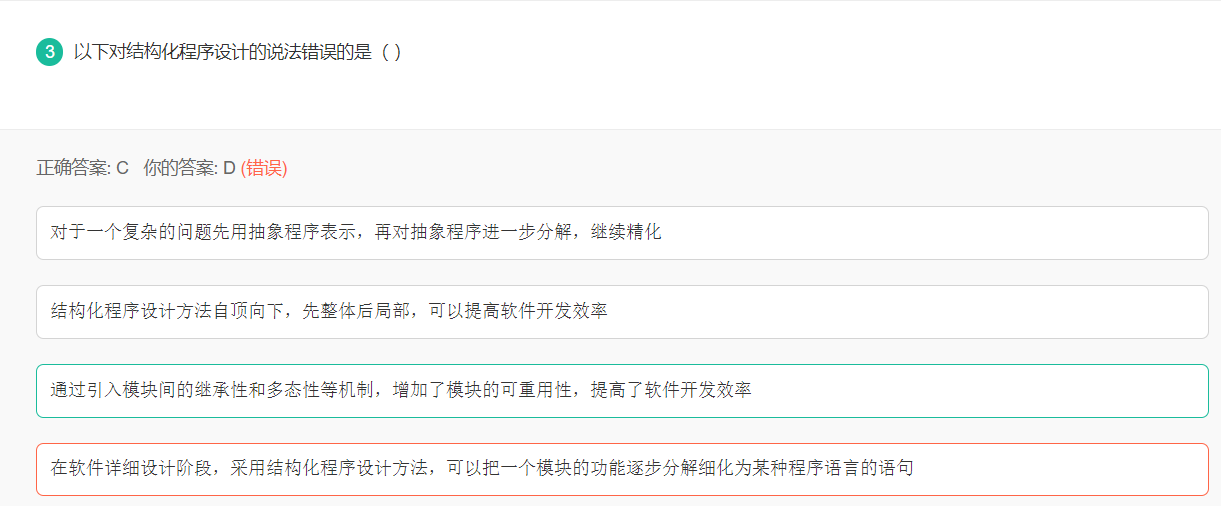 3 以下对结构化程序设计的说法错误的是（ ）
正确答案: C 你的答案: D (错误)
对于一个复杂的问题先用抽象程序表示，再对抽象程序进一步分解，继续精化
结构化程序设计方法自顶向下，先整体后局部，可以提高软件开发效率
通过引入模块间的继承性和多态性等机制，增加了模块的可重用性，提高了软件开发效率
在软件详细设计阶段，采用结构化程序设计方法，可以把一个模块的功能逐步分解细化为某种程序语言的语句